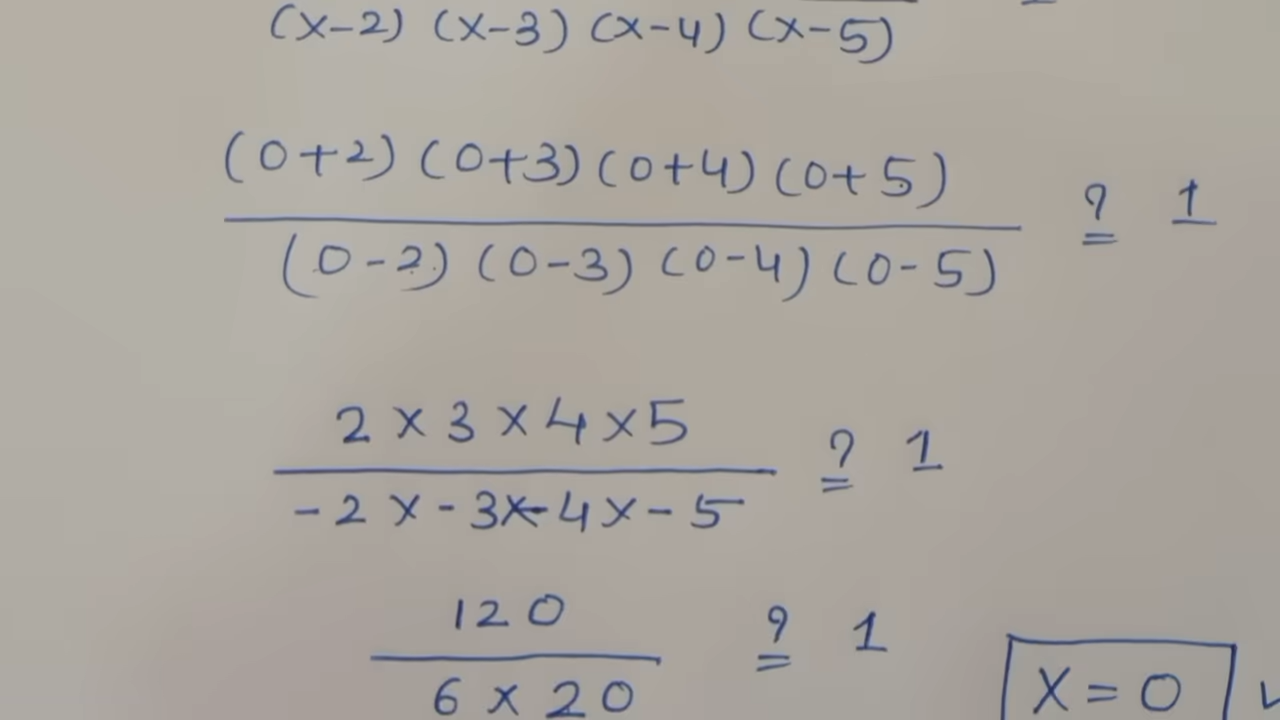 (x-2) (x-3) (x-4) (x-5)
(0+2) (0+3) (0+4) (0+5)
? = 1
(0-2) (0-3) (0-4) (0-5)
2 x 3 x 4 x 5
? = 1
-2 x -3 x -4 x -5
120
? = 1
6 x 20
X = 0